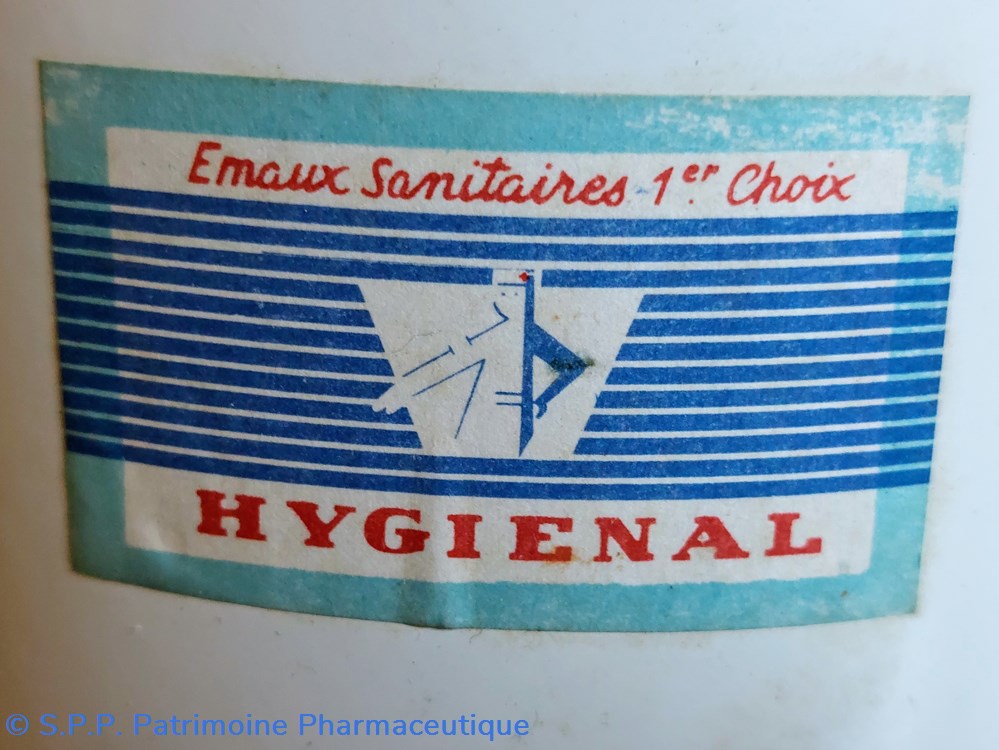 Emaux Sanitaires 1er Choix
HYGIENAL
© S.P.P. Patrimoine Pharmaceutique